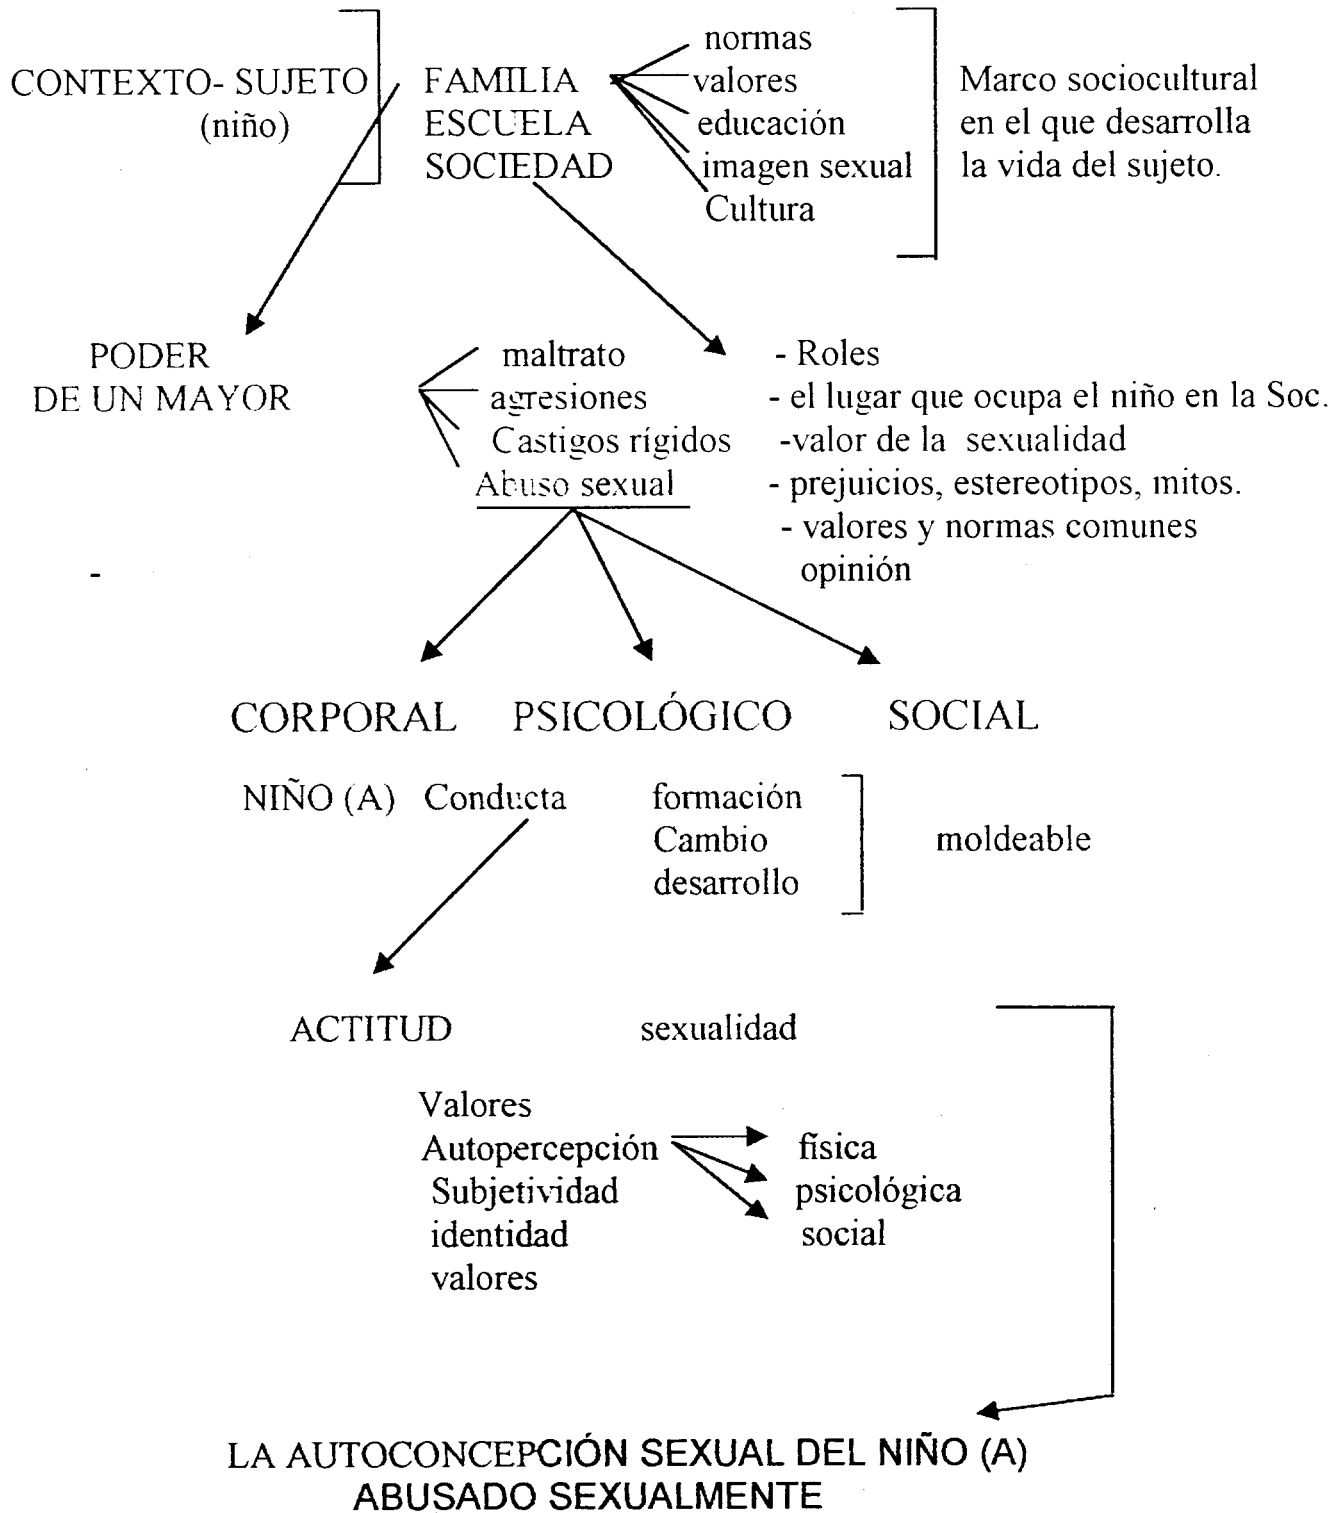 normas
CONTEXTO- SUJETO FAMILIA valores Marco sociocultural
(niño) ESCUELA educación en el que desarrolla
SOCIEDAD imagen sexual la vida del sujeto.
Cultura
PODER maltrato - Roles
DE UN MAYOR agresiones - el lugar que ocupa el niño en la Soc.
Castigos rígidos -valor de la sexualidad
Abuso sexual - prejuicios, estereotipos, mitos.
- valores y normas comunes
- opinión
CORPORAL PSICOLÓGICO SOCIAL
NIÑO (A) Conducta formación
Cambio moldeable
desarrollo
ACTITUD sexualidad
Valores
Autopercepción física
Subjetividad psicológica
identidad social
valores
LA AUTOCONCEPCIÓN SEXUAL DEL NIÑO (A)
ABUSADO SEXUALMENTE